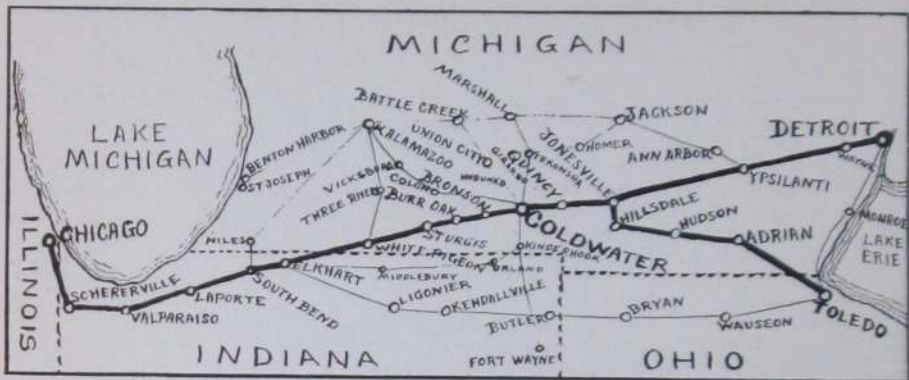 MICHIGAN
LAKE
MICHIGAN
BENTON HARBOR
ST JOSEPH
BATTLE CREEK
MARSHALL
JACKSON
DETROIT
KALAMAZOO
UNION CITY
GIRARD
QUINCY
TEKONSHA
JONESVILLE
HOMER
ANN ARBOR
YPSILANTI
WAYNE
VICKSBURG
COLON
BRONSON
THREE RIVERS
BURR OAK
COLDWATER
HILLSDALE
HUDSON
ADRIAN
MONROE
LAKE
ERIE
ILLINOIS
CHICAGO
NILES
WHITE PIGEON
STURGIS
ORLAND
KINDERHOOK
SCHERERVILLE
LAPORTE
SOUTH BEND
ELKHART
MIDDLEBURY
VALPARAISO
LIGONIER
KENDALLVILLE
BUTLER
BRYAN
WAUSEON
TOLEDO
INDIANA
FORT WAYNE
OHIO